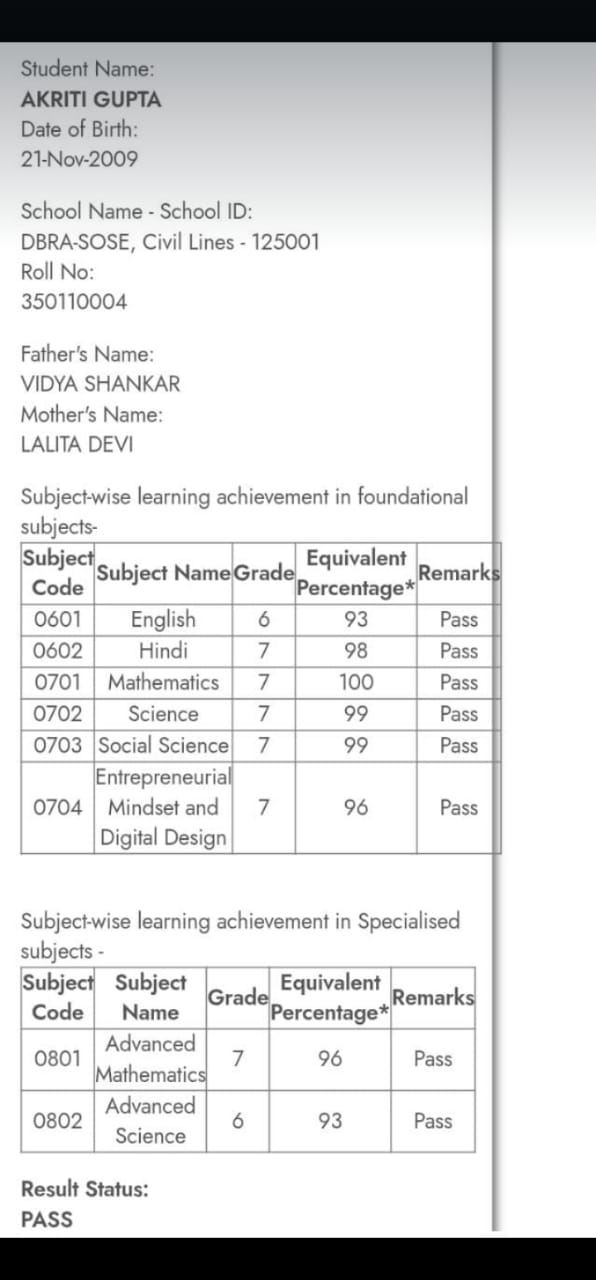 Student Name:
AKRITI GUPTA
Date of Birth:
21-Nov-2009
School Name - School ID:
DBRA-SOSE, Civil Lines - 125001
Roll No:
350110004
Father's Name:
VIDYA SHANKAR
Mother's Name:
LALITA DEVI
Subject-wise learning achievement in foundational
subjects-
Subject Code Subject Name Grade Equivalent Percentage* Remarks
0601 English 6 93 Pass
0602 Hindi 7 98 Pass
0701 Mathematics 7 100 Pass
0702 Science 7 99 Pass
0703 Social Science 7 99 Pass
0704 Entrepreneurial Mindset and Digital Design 7 96 Pass
Subject-wise learning achievement in Specialised
subjects -
Subject Code Subject Name Grade Equivalent Percentage* Remarks
0801 Advanced Mathematics 7 96 Pass
0802 Advanced Science 6 93 Pass
Result Status:
PASS